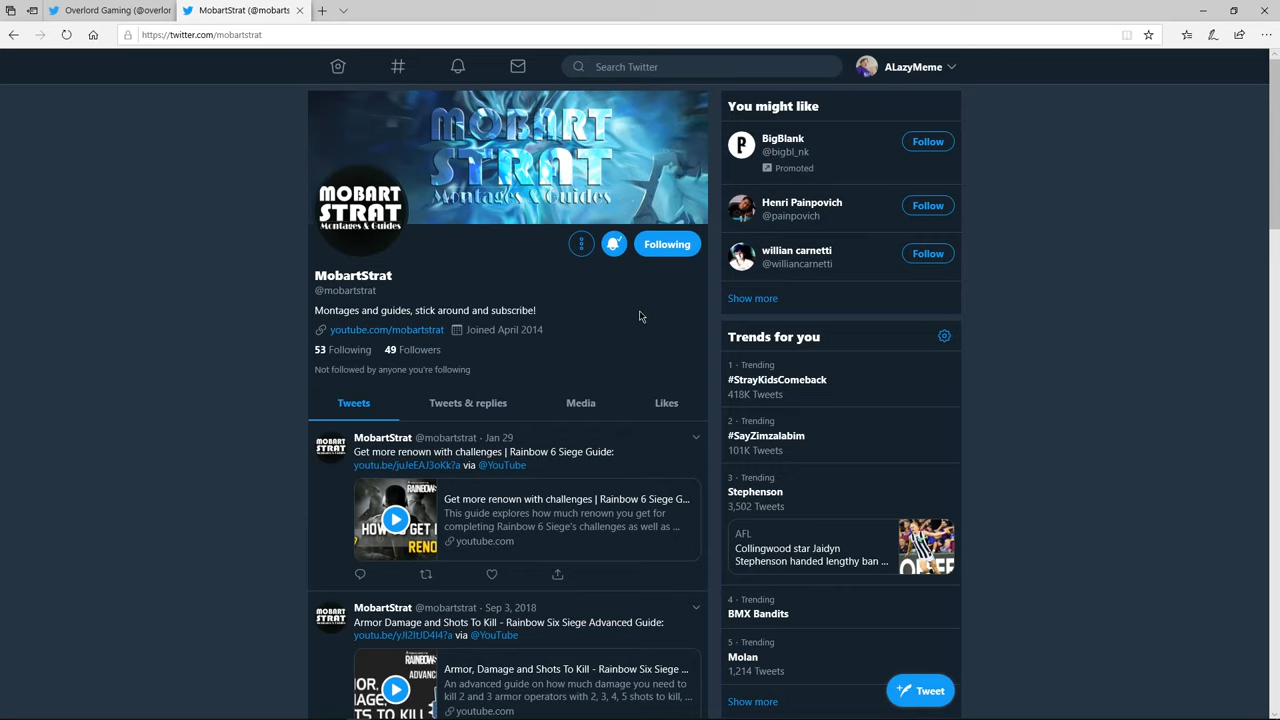 Overlord Gaming (@overlor
MobartStrat (@mobarts
https://twitter.com/mobartstrat
Search Twitter
ALazyMeme
MOBART
STRAT
Montages & Guides
MOBART
STRAT
Montages & Guides
Following
MobartStrat
@mobartstrat
Montages and guides, stick around and subscribe!
youtube.com/mobartstrat Joined April 2014
53 Following 49 Followers
Not followed by anyone you're following
Tweets Tweets & replies Media Likes
MobartStrat @mobartstrat · Jan 29
Get more renown with challenges | Rainbow 6 Siege Guide:
youtu.be/juJeEAJ3oKk?a via @YouTube
Get more renown with challenges | Rainbow 6 Siege G...
This guide explores how much renown you get for
completing Rainbow 6 Siege's challenges as well as ...
youtube.com
MobartStrat @mobartstrat · Sep 3, 2018
Armor Damage and Shots To Kill - Rainbow Six Siege Advanced Guide:
youtu.be/yJI2ItJD4I4?a via @YouTube
Armor, Damage and Shots To Kill - Rainbow Six Siege ...
An advanced guide on how much damage you need to
kill 2 and 3 armor operators with 2, 3, 4, 5 shots to kill, ...
youtube.com
You might like
BigBlank
@bigbl_nk
Promoted
Follow
Henri Painpovich
@painpovich
Follow
willian carnetti
@williancarnetti
Follow
Show more
Trends for you
1 · Trending
#StrayKidsComeback
418K Tweets
2 · Trending
#SayZimzalabim
101K Tweets
3 · Trending
Stephenson
3,502 Tweets
AFL
Collingwood star Jaidyn
Stephenson handed lengthy ban ...
4 · Trending
BMX Bandits
5 · Trending
Molan
1,214 Tweets
Show more
Tweet